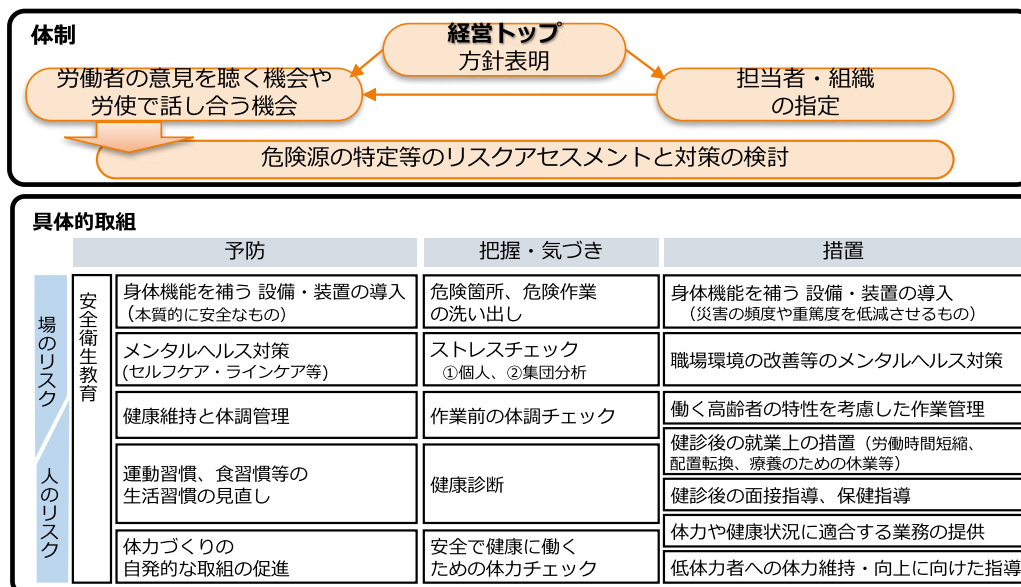 体制
経営トップ
方針表明
労働者の意見を聴く機会や
労使で話し合う機会
担当者・組織
の指定
危険源の特定等のリスクアセスメントと対策の検討
具体的取組
予防
把握・気づき
措置
場のリスク
人のリスク
安全衛生教育
身体機能を補う 設備・装置の導入
（本質的に安全なもの）
危険箇所、危険作業
の洗い出し
身体機能を補う 設備・装置の導入
（災害の頻度や重篤度を低減させるもの）
メンタルヘルス対策
(セルフケア・ラインケア等)
ストレスチェック
①個人、②集団分析
職場環境の改善等のメンタルヘルス対策
健康維持と体調管理
作業前の体調チェック
働く高齢者の特性を考慮した作業管理
健診後の就業上の措置（労働時間短縮、
配置転換、療養のための休業等）
運動習慣、食習慣等の
生活習慣の見直し
健康診断
健診後の面接指導、保健指導
体力づくりの
自発的な取組の促進
安全で健康に働く
ための体力チェック
体力や健康状況に適合する業務の提供
低体力者への体力維持・向上に向けた指導